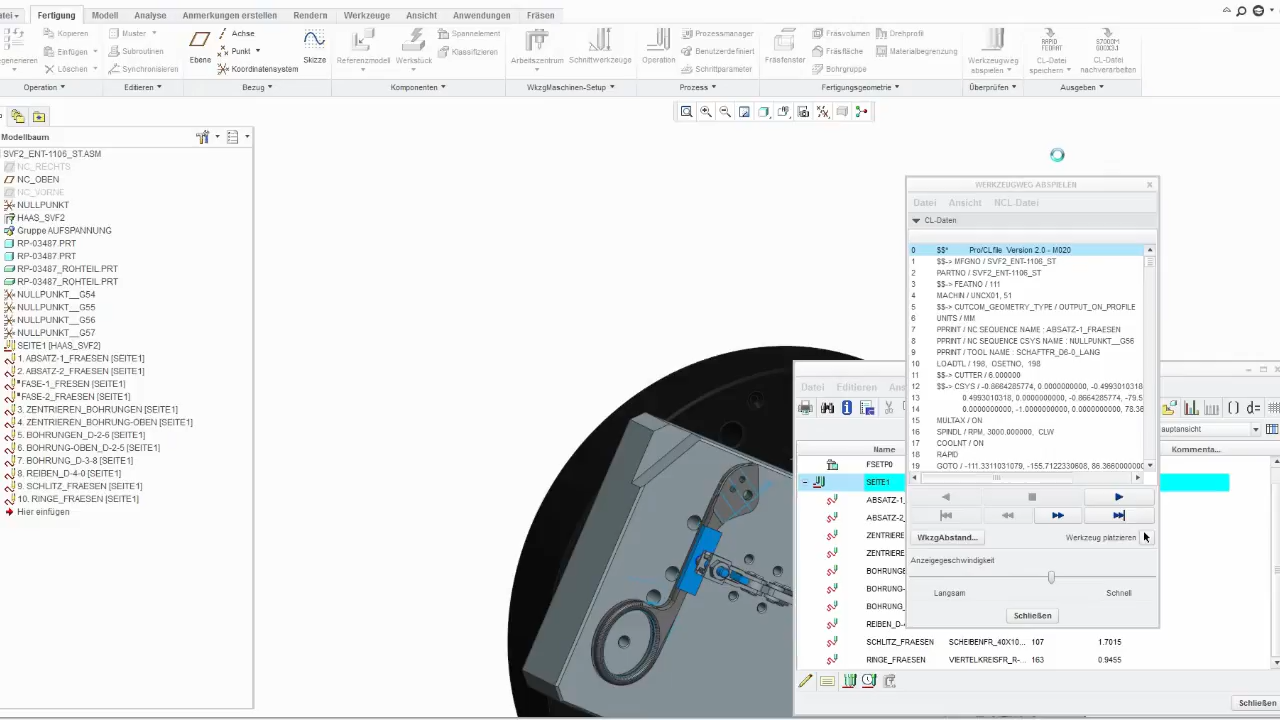 Fertigung Modell Analyse Anmerkungen erstellen Rendern Werkzeuge Ansicht Anwendungen Fräsen
Kopieren
Einfügen
Löschen
Operation
Muster
Subroutinen
Synchronisieren
Editieren
Ebene
Achse
Punkt
Koordinatensystem
Skizze
Bezug
Referenzmodell
Werkstück
Spannelement
Klassifizieren
Komponenten
Arbeitszentrum
Schnittwerkzeuge
WkzgMaschinen-Setup
Operation
Prozessmanager
Benutzerdefiniert
Schrittparameter
Prozess
Fräsfenster
Fräsvolumen
Fräsfläche
Bohrgruppe
Drehprofil
Materialbegrenzung
Fertigungsgeometrie
Werkzeugweg
abspielen
Überprüfen
CL-Datei
speichern
CL-Datei
nachverarbeiten
Ausgeben
Modellbaum
SVF2_ENT-1106_ST.ASM
NC_RECHTS
NC_OBEN
NC_VORNE
NULLPUNKT
HAAS_SVF2
Gruppe AUFSPANNUNG
RP-03487.PRT
RP-03487.PRT
RP-03487_ROHTEIL.PRT
RP-03487_ROHTEIL.PRT
NULLPUNKT__G54
NULLPUNKT__G55
NULLPUNKT__G56
NULLPUNKT__G57
SEITE1 [HAAS_SVF2]
1. ABSATZ-1_FRAESEN [SEITE1]
2. ABSATZ-2_FRAESEN [SEITE1]
FASE-1_FRESEN [SEITE1]
FASE-2_FRAESEN [SEITE1]
3. ZENTRIEREN_BOHRUNGEN [SEITE1]
4. ZENTRIEREN_BOHRUNG-OBEN [SEITE1]
5. BOHRUNGEN_D-2-6 [SEITE1]
6. BOHRUNG-OBEN_D-2-5 [SEITE1]
7. BOHRUNG_D-3-8 [SEITE1]
8. REIBEN_D-4-0 [SEITE1]
9. SCHLITZ_FRAESEN [SEITE1]
10. RINGE_FRAESEN [SEITE1]
Hier einfügen
WERKZEUGWEG ABSPIELEN
Datei Ansicht NCL-Datei
CL-Daten
0 $$* Pro/CLfile Version 2.0 - M020
1 $$-> MFGNO / SVF2_ENT-1106_ST
2 PARTNO / SVF2_ENT-1106_ST
3 $$-> FEATNO / 111
4 MACHIN / UNCX01, 51
5 $$-> CUTCOM_GEOMETRY_TYPE / OUTPUT_ON_PROFILE
6 UNITS / MM
7 PPRINT / NC SEQUENCE NAME : ABSATZ-1_FRAESEN
8 PPRINT / NC SEQUENCE CSYS NAME : NULLPUNKT__G56
9 PPRINT / TOOL NAME : SCHAFTFR_D6-0_LANG
10 LOADTL / 198, OSETNO, 198
11 $$-> CUTTER / 6.000000
12 $$-> CSYS / -0.8664285774, 0.0000000000, -0.4993010318
13 0.4993010318, 0.0000000000, -0.8664285774, -79.5
14 0.0000000000, -1.0000000000, 0.0000000000, 78.36
15 MULTAX / ON
16 SPINDL / RPM, 3000.000000, CLW
17 COOLNT / ON
18 RAPID
19 GOTO / -111.3311031079, -155.7122330608, 86.3660000000
WkzgAbstand...
Werkzeug platzieren
Anzeigegeschwindigkeit
Langsam Schnell
Schließen
Datei Editieren
Name
Kommenta...
FSETP0
SEITE1
ABSATZ-1_
ABSATZ-2_
ZENTRIERE
ZENTRIERE
BOHRUNGE
BOHRUNG-
BOHRUNG_
REIBEN_D-
SCHLITZ_FRAESEN SCHEIBENFR_40X10... 107 1.7015
RINGE_FRAESEN VIERTELKREISFR_R-... 163 0.9455
Schließen